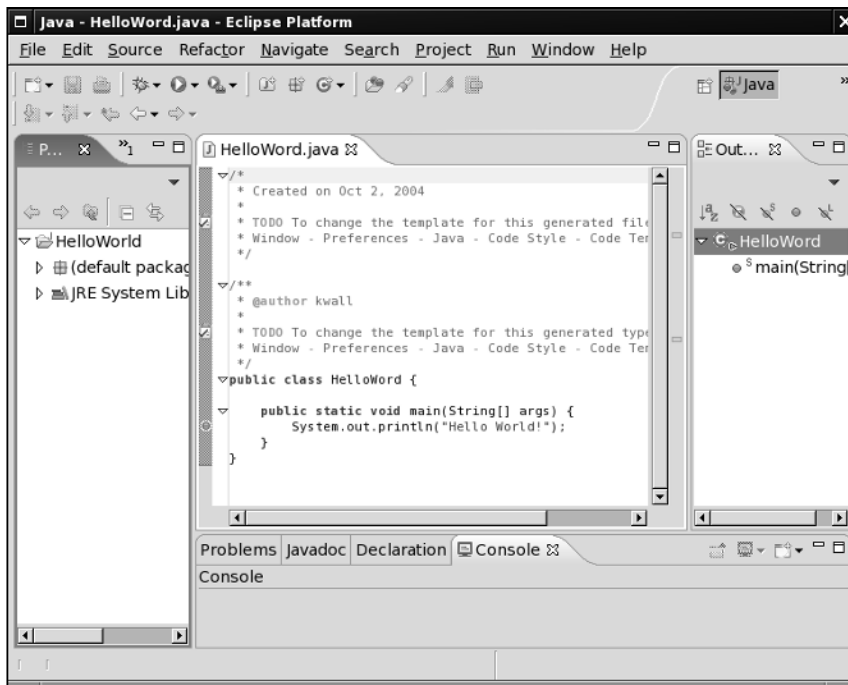 Java - HelloWord.java - Eclipse Platform
File Edit Source Refactor Navigate Search Project Run Window Help
Java »
P... »1
HelloWord.java
Out...
HelloWorld
(default packag
JRE System Lib
/*
* Created on Oct 2, 2004
*
* TODO To change the template for this generated file
* Window - Preferences - Java - Code Style - Code Tem
*/
/**
* @author kwall
*
* TODO To change the template for this generated type
* Window - Preferences - Java - Code Style - Code Tem
*/
public class HelloWord {
public static void main(String[] args) {
System.out.println("Hello World!");
}
}
HelloWord
main(String[
Problems Javadoc Declaration Console
Console